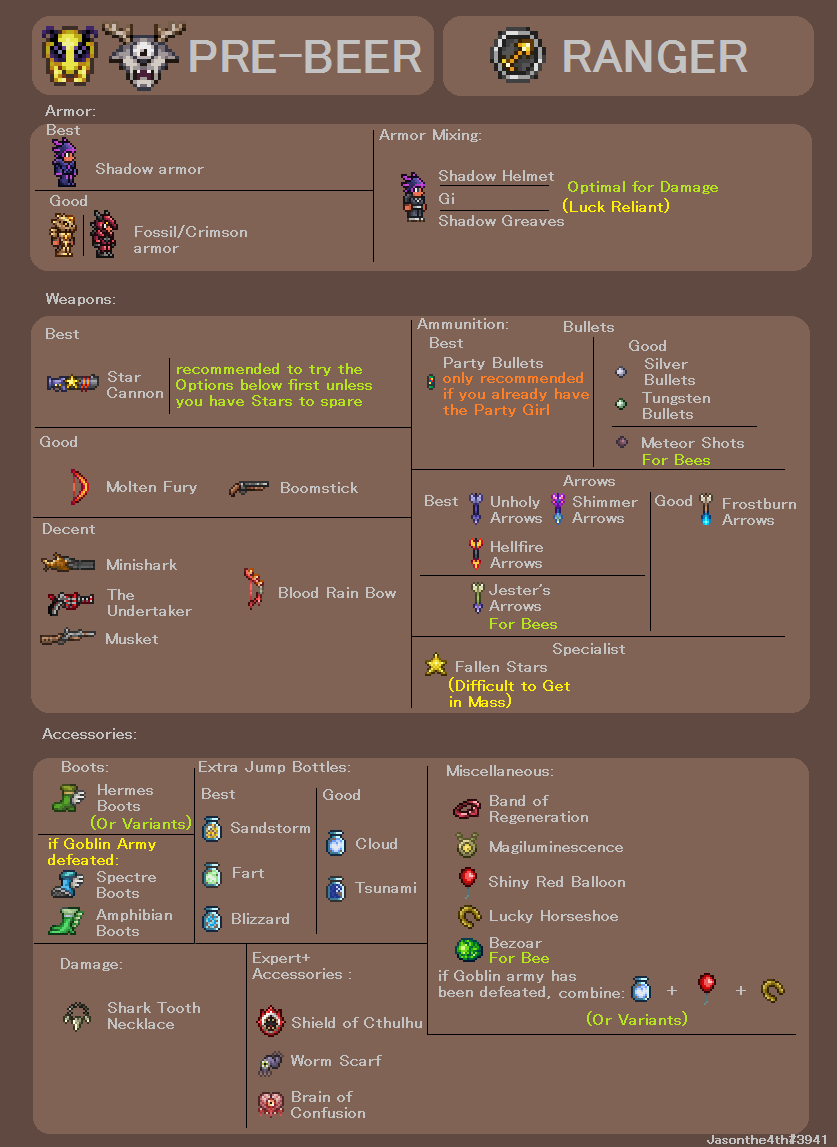 PRE-BEER
RANGER
Armor:
Best
Shadow armor
Good
Fossil/Crimson
armor
Armor Mixing:
Shadow Helmet
Gi
Shadow Greaves
Optimal for Damage
(Luck Reliant)
Weapons:
Best
Star
Cannon
recommended to try the
Options below first unless
you have Stars to spare
Good
Molten Fury
Boomstick
Decent
Minishark
The
Undertaker
Musket
Blood Rain Bow
Ammunition:
Bullets
Best
Party Bullets
only recommended
if you already have
the Party Girl
Good
Silver
Bullets
Tungsten
Bullets
Meteor Shots
For Bees
Arrows
Best
Unholy
Arrows
Shimmer
Arrows
Hellfire
Arrows
Jester's
Arrows
For Bees
Good
Frostburn
Arrows
Specialist
Fallen Stars
(Difficult to Get
in Mass)
Accessories:
Boots:
Hermes
Boots
(Or Variants)
if Goblin Army
defeated:
Spectre
Boots
Amphibian
Boots
Extra Jump Bottles:
Best
Sandstorm
Fart
Blizzard
Good
Cloud
Tsunami
Miscellaneous:
Band of
Regeneration
Magiluminescence
Shiny Red Balloon
Lucky Horseshoe
Bezoar
For Bee
if Goblin army has
been defeated, combine: + +
(Or Variants)
Damage:
Shark Tooth
Necklace
Expert+
Accessories :
Shield of Cthulhu
Worm Scarf
Brain of
Confusion
Jasonthe4th#3941